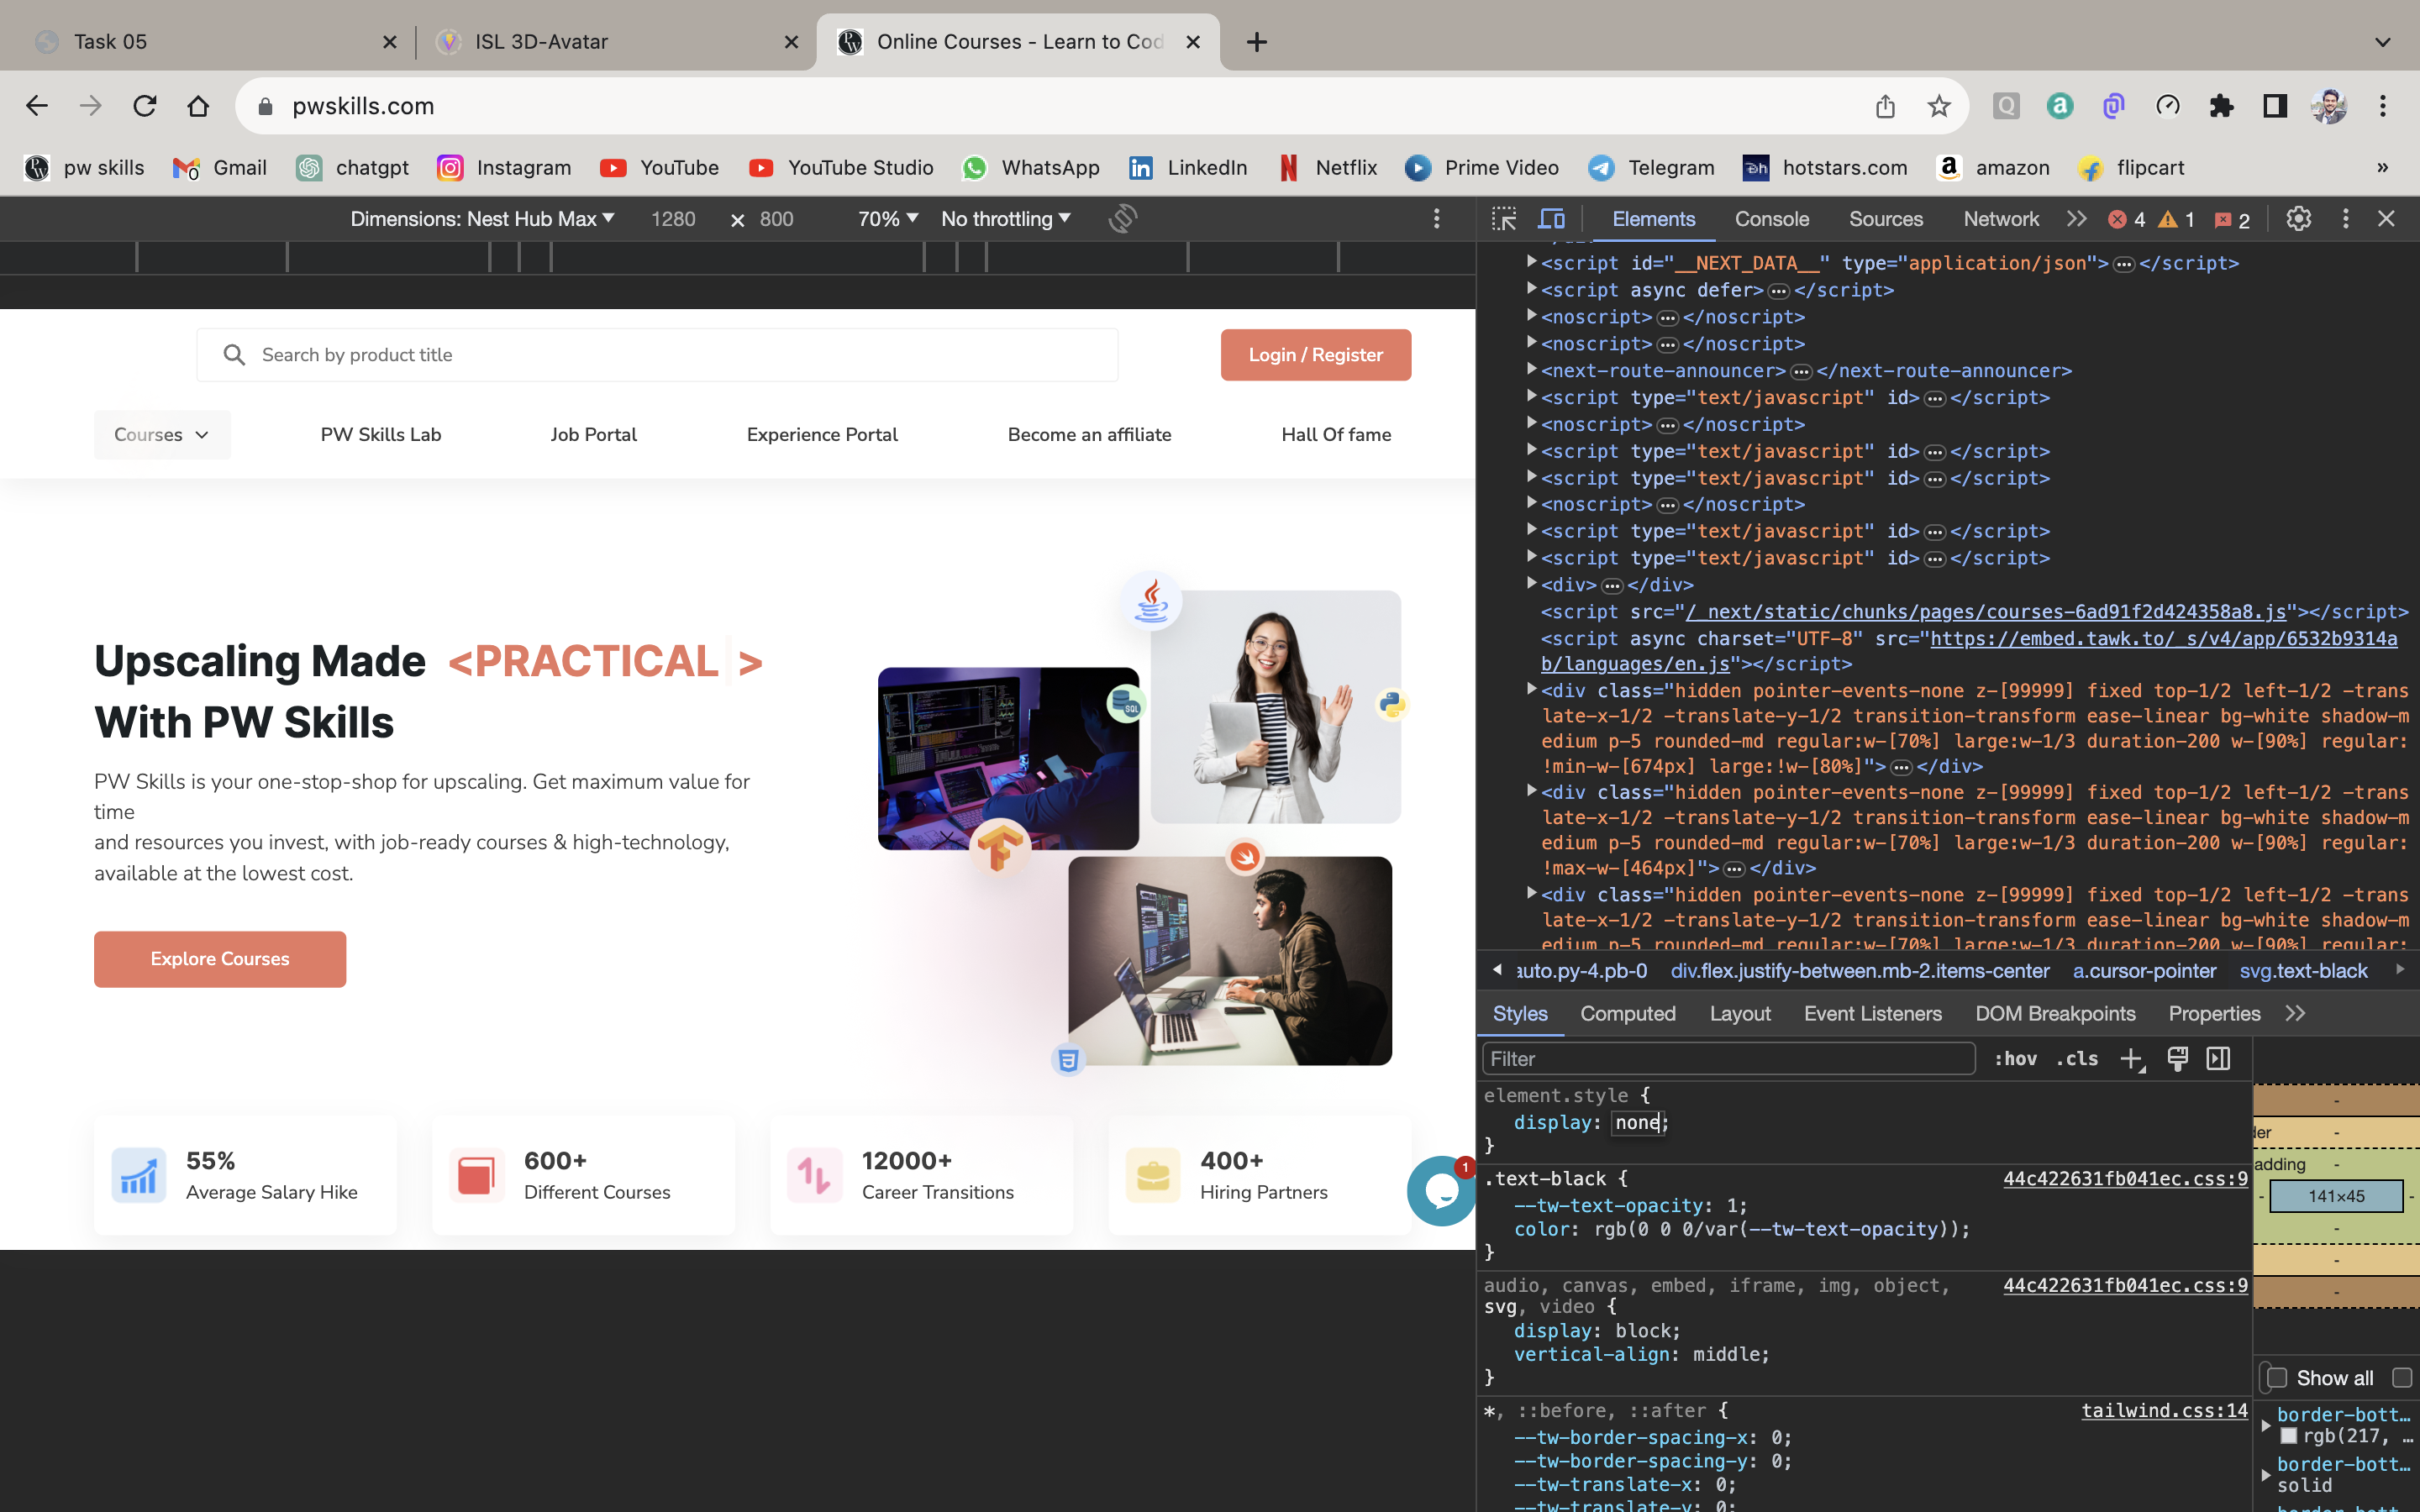 Task 05
ISL 3D-Avatar
Online Courses - Learn to Cod
pwskills.com
pw skills
Gmail
chatgpt
Instagram
YouTube
YouTube Studio
WhatsApp
LinkedIn
Netflix
Prime Video
Telegram
hotstars.com
amazon
flipcart
»
Dimensions: Nest Hub Max
1280 × 800
70%
No throttling
Elements
Console
Sources
Network
4
1
2
<script id="__NEXT_DATA__" type="application/json">…</script>
<script async defer>…</script>
<noscript>…</noscript>
<noscript>…</noscript>
<next-route-announcer>…</next-route-announcer>
<script type="text/javascript" id>…</script>
<noscript>…</noscript>
<script type="text/javascript" id>…</script>
<script type="text/javascript" id>…</script>
<noscript>…</noscript>
<script type="text/javascript" id>…</script>
<script type="text/javascript" id>…</script>
<div>…</div>
<script src="/_next/static/chunks/pages/courses-6ad91f2d424358a8.js"></script>
<script async charset="UTF-8" src="https://embed.tawk.to/_s/v4/app/6532b9314a
b/languages/en.js"></script>
<div class="hidden pointer-events-none z-[99999] fixed top-1/2 left-1/2 -trans
late-x-1/2 -translate-y-1/2 transition-transform ease-linear bg-white shadow-m
edium p-5 rounded-md regular:w-[70%] large:w-1/3 duration-200 w-[90%] regular:
!min-w-[674px] large:!w-[80%]">…</div>
<div class="hidden pointer-events-none z-[99999] fixed top-1/2 left-1/2 -trans
late-x-1/2 -translate-y-1/2 transition-transform ease-linear bg-white shadow-m
edium p-5 rounded-md regular:w-[70%] large:w-1/3 duration-200 w-[90%] regular:
!max-w-[464px]">…</div>
<div class="hidden pointer-events-none z-[99999] fixed top-1/2 left-1/2 -trans
late-x-1/2 -translate-y-1/2 transition-transform ease-linear bg-white shadow-m
edium p-5 rounded-md regular:w-[70%] large:w-1/3 duration-200 w-[90%] regular:
auto.py-4.pb-0
div.flex.justify-between.mb-2.items-center
a.cursor-pointer
svg.text-black
Styles
Computed
Layout
Event Listeners
DOM Breakpoints
Properties
Filter
:hov
.cls
element.style {
display: none;
}
.text-black {
44c422631fb041ec.css:9
--tw-text-opacity: 1;
color: rgb(0 0 0/var(--tw-text-opacity));
}
audio, canvas, embed, iframe, img, object,
44c422631fb041ec.css:9
svg, video {
display: block;
vertical-align: middle;
}
*, ::before, ::after {
tailwind.css:14
--tw-border-spacing-x: 0;
--tw-border-spacing-y: 0;
--tw-translate-x: 0;
--tw-translate-y: 0;
-
der -
adding -
- 141×45 -
-
-
-
Show all
border-bott…
rgb(217, …
border-bott…
solid
Search by product title
Login / Register
Courses
PW Skills Lab
Job Portal
Experience Portal
Become an affiliate
Hall Of fame
Upscaling Made <PRACTICAL >
With PW Skills
PW Skills is your one-stop-shop for upscaling. Get maximum value for
time
and resources you invest, with job-ready courses & high-technology,
available at the lowest cost.
Explore Courses
SQL
55%
Average Salary Hike
600+
Different Courses
12000+
Career Transitions
400+
Hiring Partners
1